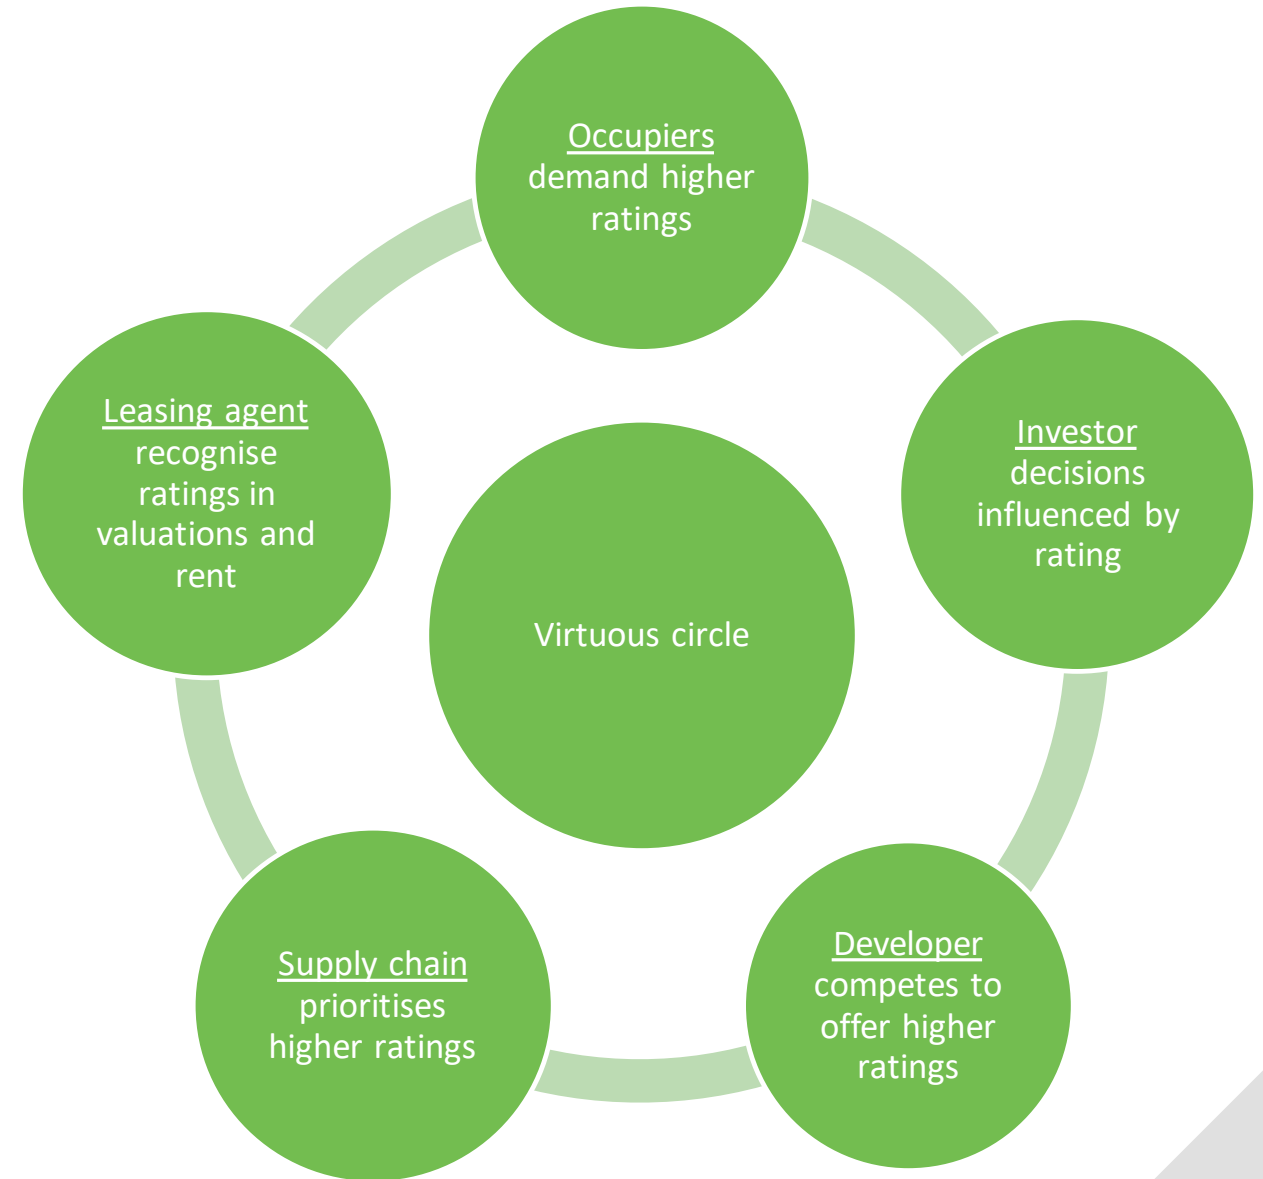 Occupiers
demand higher
ratings
Investor
decisions
influenced by
rating
Developer
competes to
offer higher
ratings
Supply chain
prioritises
higher ratings
Leasing agent
recognise
ratings in
valuations and
rent
Virtuous circle